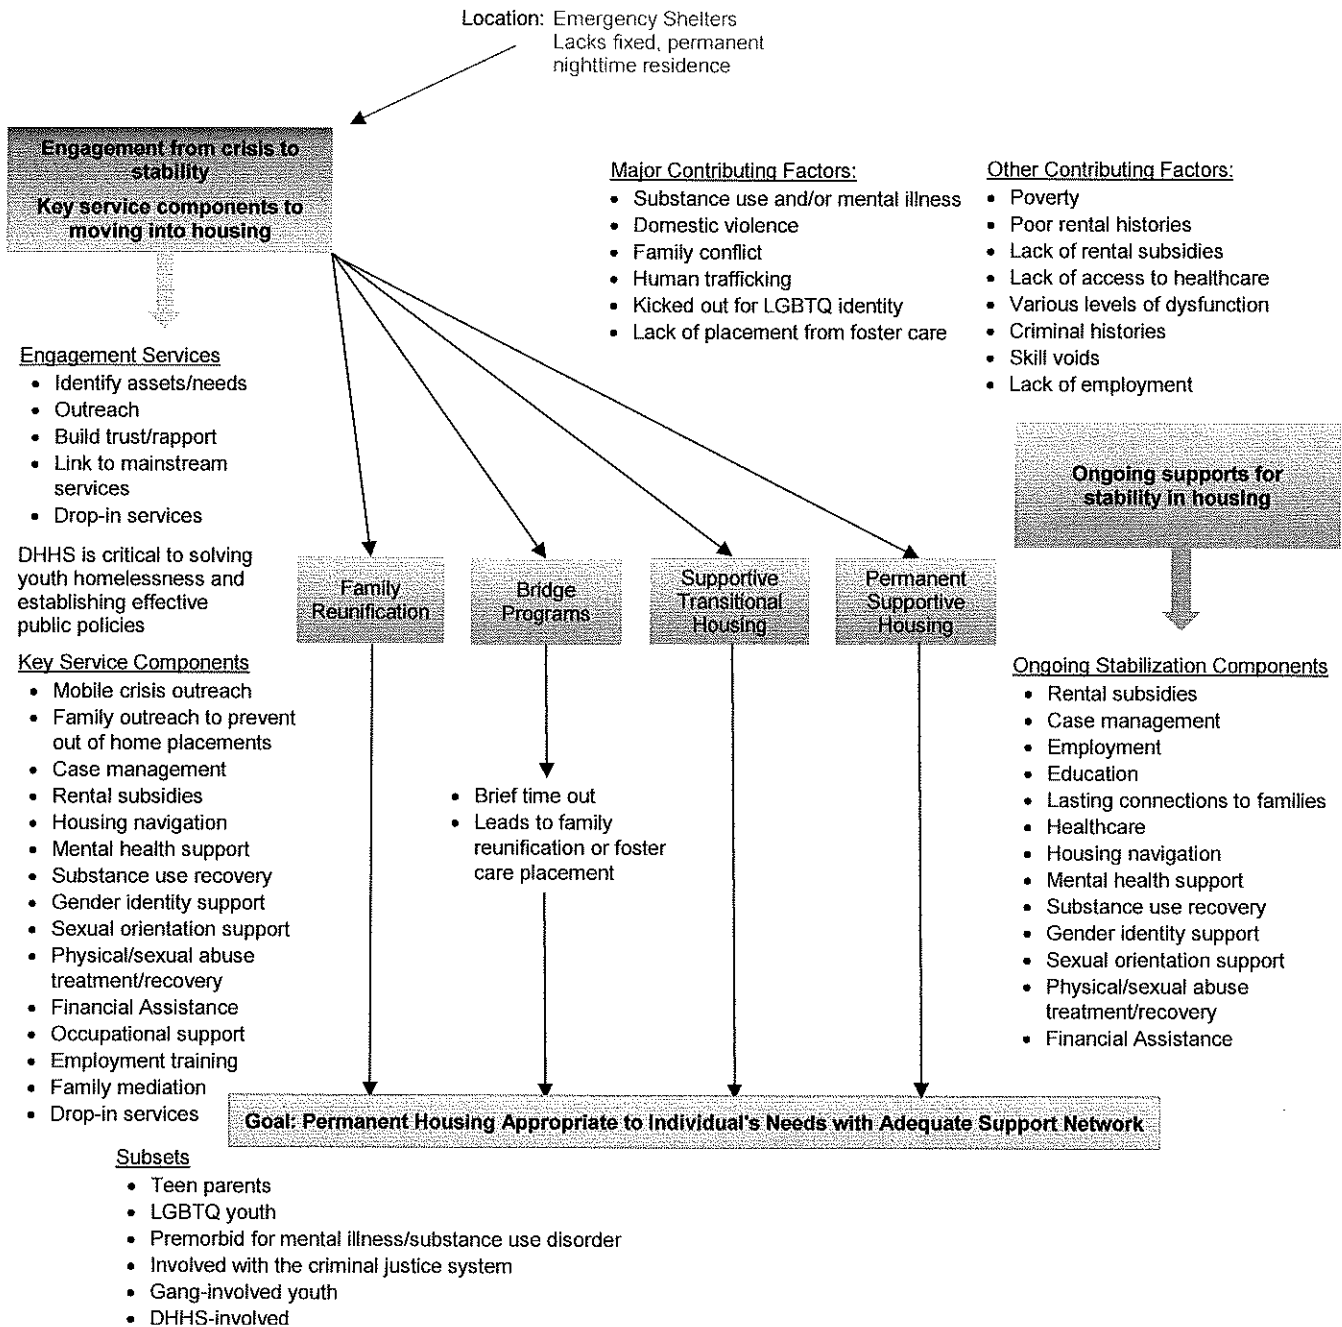 Location: Emergency Shelters
Lacks fixed, permanent
nighttime residence
Engagement from crisis to
stability
Key service components to
moving into housing
Major Contributing Factors:
• Substance use and/or mental illness
• Domestic violence
• Family conflict
• Human trafficking
• Kicked out for LGBTQ identity
• Lack of placement from foster care
Other Contributing Factors:
• Poverty
• Poor rental histories
• Lack of rental subsidies
• Lack of access to healthcare
• Various levels of dysfunction
• Criminal histories
• Skill voids
• Lack of employment
Engagement Services
• Identify assets/needs
• Outreach
• Build trust/rapport
• Link to mainstream
services
• Drop-in services
Ongoing supports for
stability in housing
DHHS is critical to solving
youth homelessness and
establishing effective
public policies
Family
Reunification
Bridge
Programs
Supportive
Transitional
Housing
Permanent
Supportive
Housing
Key Service Components
• Mobile crisis outreach
• Family outreach to prevent
out of home placements
• Case management
• Rental subsidies
• Housing navigation
• Mental health support
• Substance use recovery
• Gender identity support
• Sexual orientation support
• Physical/sexual abuse
treatment/recovery
• Financial Assistance
• Occupational support
• Employment training
• Family mediation
• Drop-in services
• Brief time out
• Leads to family
reunification or foster
care placement
Ongoing Stabilization Components
• Rental subsidies
• Case management
• Employment
• Education
• Lasting connections to families
• Healthcare
• Housing navigation
• Mental health support
• Substance use recovery
• Gender identity support
• Sexual orientation support
• Physical/sexual abuse
treatment/recovery
• Financial Assistance
Goal: Permanent Housing Appropriate to Individual's Needs with Adequate Support Network
Subsets
• Teen parents
• LGBTQ youth
• Premorbid for mental illness/substance use disorder
• Involved with the criminal justice system
• Gang-involved youth
• DHHS-involved